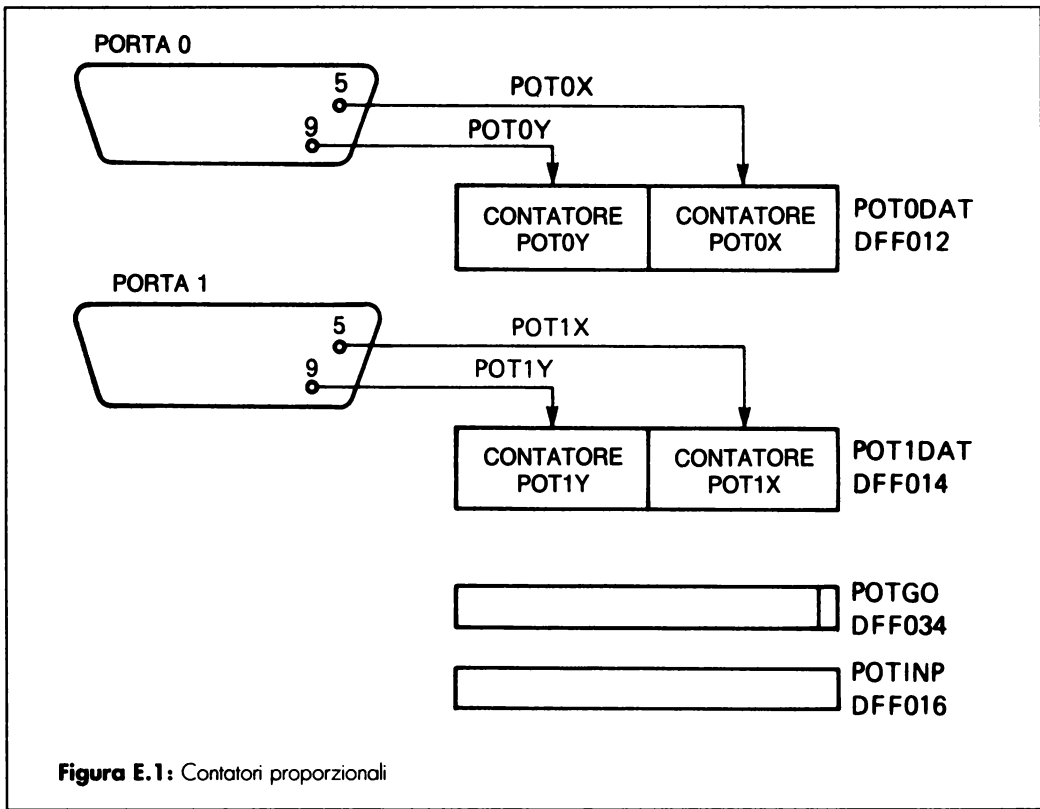 PORTA 0
5
POT0X
9
POT0Y
CONTATORE
POT0Y
CONTATORE
POT0X
POT0DAT
DFF012
PORTA 1
5
POT1X
9
POT1Y
CONTATORE
POT1Y
CONTATORE
POT1X
POT1DAT
DFF014
POTGO
DFF034
POTINP
DFF016
Figura E.1: Contatori proporzionali